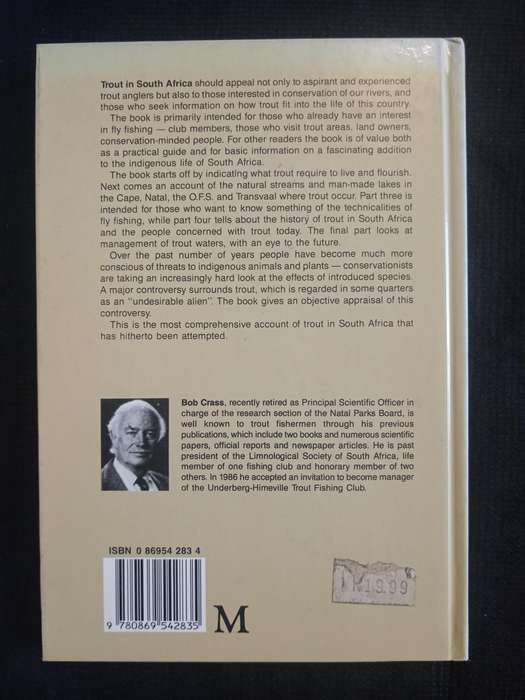 Trout in South Africa should appeal not only to aspirant and experienced
trout anglers but also to those interested in conservation of our rivers, and
those who seek information on how trout fit into the life of this country.
The book is primarily intended for those who already have an interest
in fly fishing — club members, those who visit trout areas, land owners,
conservation-minded people. For other readers the book is of value both
as a practical guide and for basic information on a fascinating addition
to the indigenous life of South Africa.
The book starts off by indicating what trout require to live and flourish.
Next comes an account of the natural streams and man-made lakes in
the Cape, Natal, the O.F.S. and Transvaal where trout occur. Part three
is intended for those who want to know something of the technicalities of
fly fishing, while part four tells about the history of trout in South Africa
and the people concerned with trout today. The final part looks at
management of trout waters, with an eye to the future.
Over the past number of years people have become much more
conscious of threats to indigenous animals and plants — conservationists
are taking an increasingly hard look at the effects of introduced species.
A major controversy surrounds trout, which is regarded in some quarters
as an "undesirable alien". The book gives an objective appraisal of this
controversy.
This is the most comprehensive account of trout in South Africa that
has hitherto been attempted.
Bob Crass, recently retired as Principal Scientific Officer in
charge of the research section of the Natal Parks Board, is
well known to trout fishermen through his previous
publications, which include two books and numerous scientific
papers, official reports and newspaper articles. He is past
president of the Limnological Society of South Africa, life
member of one fishing club and honorary member of two
others. In 1986 he accepted an invitation to become manager
of the Underberg-Himeville Trout Fishing Club.
ISBN 0 86954 283 4
9 780869 542835
M